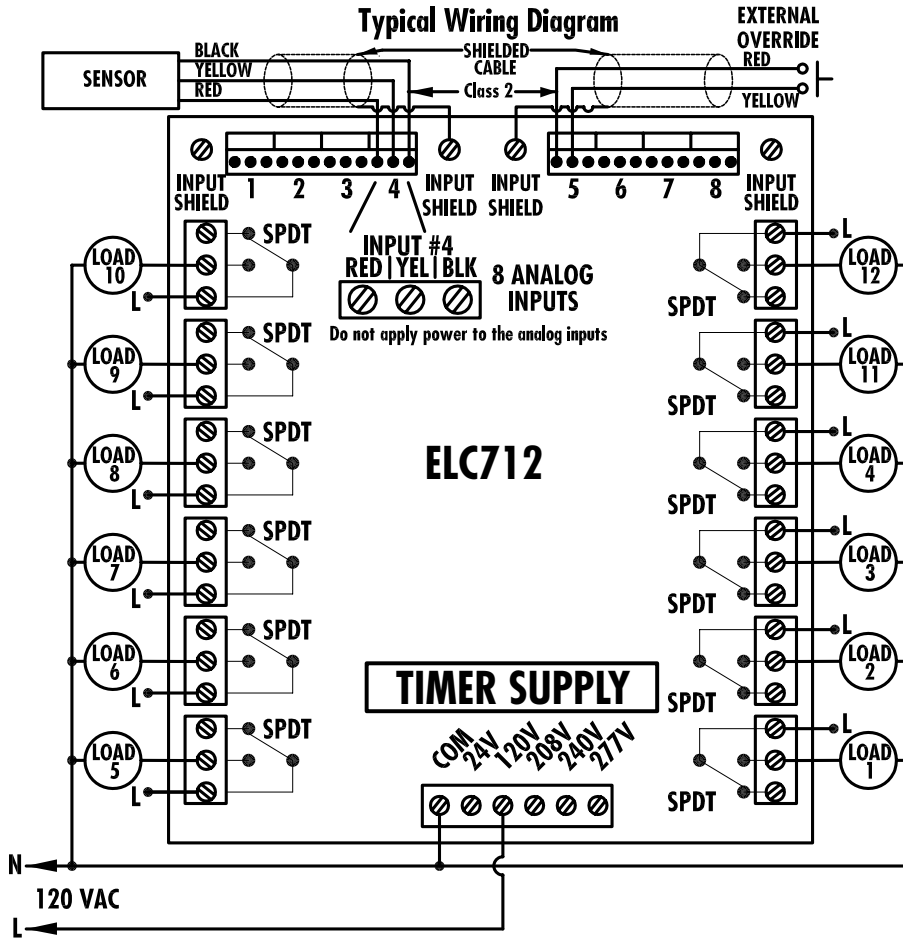 Typical Wiring Diagram
EXTERNAL
OVERRIDE
RED
YELLOW
SENSOR
BLACK
YELLOW
RED
SHIELDED
CABLE
Class 2
INPUT
SHIELD
1 2 3 4
INPUT
SHIELD
INPUT
SHIELD
5 6 7 8
INPUT
SHIELD
INPUT #4
RED | YEL | BLK
8 ANALOG
INPUTS
Do not apply power to the analog inputs
LOAD
10
L
SPDT
LOAD
9
L
SPDT
LOAD
8
L
SPDT
LOAD
7
L
SPDT
LOAD
6
L
SPDT
LOAD
5
L
SPDT
ELC712
L
LOAD
12
SPDT
L
LOAD
11
SPDT
L
LOAD
4
SPDT
L
LOAD
3
SPDT
L
LOAD
2
SPDT
L
LOAD
1
SPDT
TIMER SUPPLY
COM 24V 120V 208V 240V 277V
N
120 VAC
L